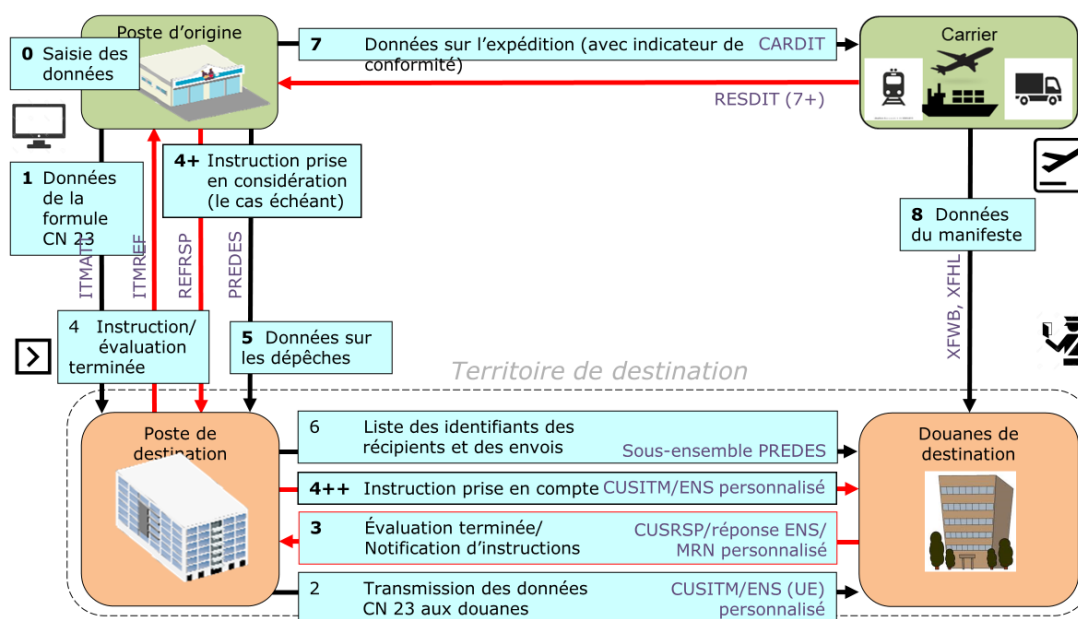 Poste d’origine
0 Saisie des
données
7 Données sur l’expédition (avec indicateur de
conformité)
CARDIT
Carrier
RESDIT (7+)
1 Données
de la
formule
CN 23
4+ Instruction prise
en considération
(le cas échéant)
8 Données
du manifeste
ITMREF
REFRSP
PREDES
XFWB, XFHL
4 Instruction/
évaluation
terminée
5 Données sur
les dépêches
Territoire de destination
Poste de
destination
6 Liste des identifiants des
récipients et des envois
Sous-ensemble PREDES
4++ Instruction prise en compte
CUSITM/ENS personnalisé
3 Évaluation terminée/
Notification d’instructions
CUSRSP/réponse ENS/
MRN personnalisé
2 Transmission des données
CN 23 aux douanes
CUSITM/ENS (UE)
personnalisé
Douanes de
destination